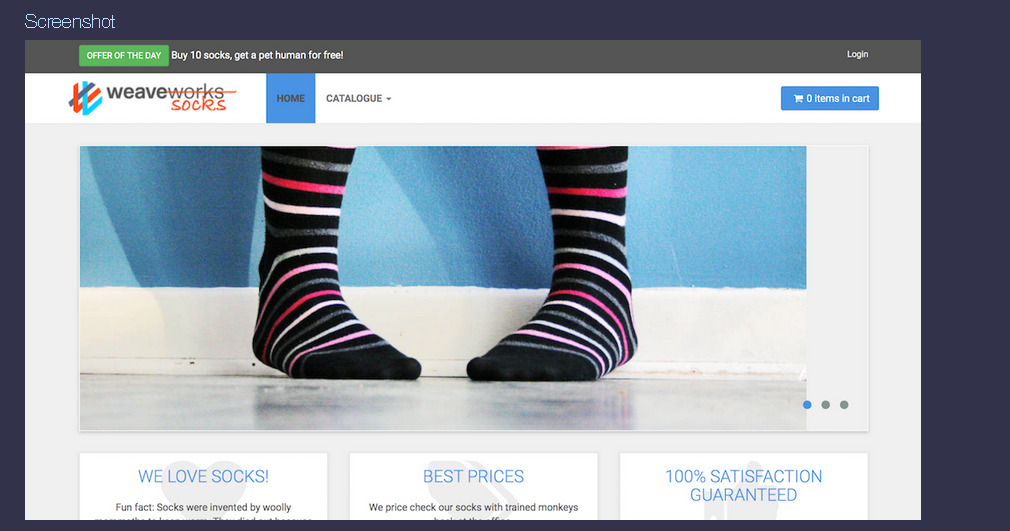 Screenshot
OFFER OF THE DAY Buy 10 socks, get a pet human for free!
Login
weaveworks
socks
HOME
CATALOGUE
0 items in cart
WE LOVE SOCKS!
Fun fact: Socks were invented by woolly
BEST PRICES
We price check our socks with trained monkeys
100% SATISFACTION
GUARANTEED